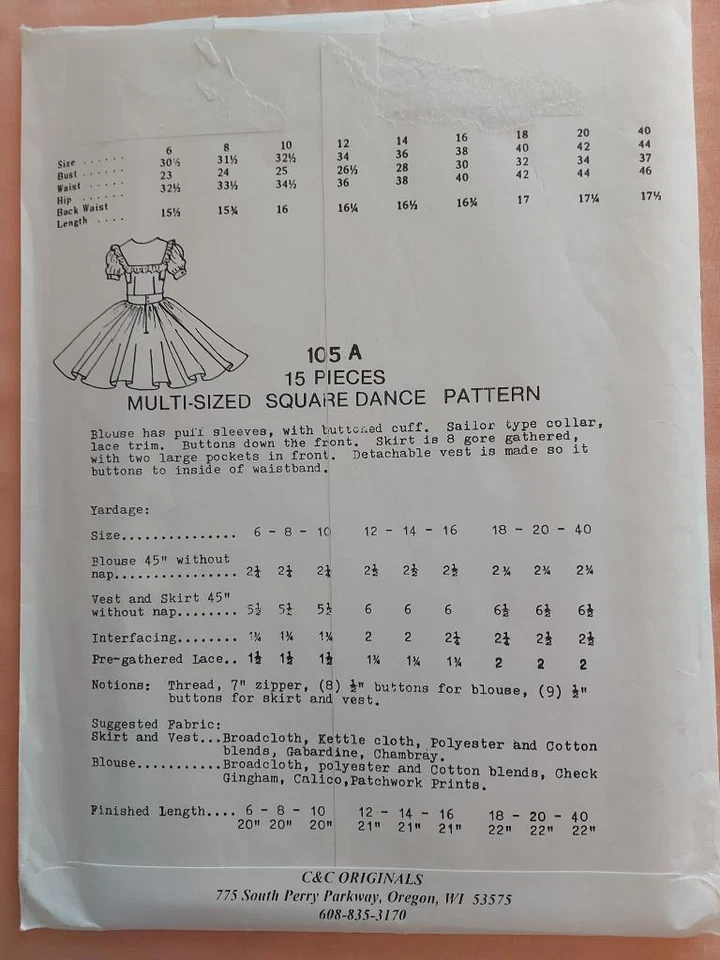 Size ...... 6 8 10 12 14 16 18 20 40
Bust ..... 30½ 31½ 32½ 34 36 38 40 42 44
Waist ..... 23 24 25 26½ 28 30 32 34 37
Hip ...... 32½ 33½ 34½ 36 38 40 42 44 46
Back Waist
Length .... 15½ 15¾ 16 16¼ 16½ 16¾ 17 17¼ 17½
105 A
15 PIECES
MULTI-SIZED SQUARE DANCE PATTERN
Blouse has puff sleeves, with buttoned cuff. Sailor type collar,
lace trim. Buttons down the front. Skirt is 8 gore gathered,
with two large pockets in front. Detachable vest is made so it
buttons to inside of waistband.
Yardage:
Size............... 6 - 8 - 10 12 - 14 - 16 18 - 20 - 40
Blouse 45" without
nap................ 2¼ 2¼ 2¼ 2½ 2½ 2½ 2¾ 2¾ 2¾
Vest and Skirt 45"
without nap........ 5½ 5½ 5½ 6 6 6 6½ 6½ 6½
Interfacing........ 1¾ 1¾ 1¾ 2 2 2¼ 2¼ 2½ 2½
Pre-gathered Lace.. 1½ 1½ 1½ 1¾ 1¾ 1¾ 2 2 2
Notions: Thread, 7" zipper, (8) ½" buttons for blouse, (9) ½"
buttons for skirt and vest.
Suggested Fabric:
Skirt and Vest...Broadcloth, Kettle cloth, Polyester and Cotton
blends, Gabardine, Chambray.
Blouse...........Broadcloth, polyester and Cotton blends, Check
Gingham, Calico,Patchwork Prints.
Finished Length.... 6 - 8 - 10 12 - 14 - 16 18 - 20 - 40
20" 20" 20" 21" 21" 21" 22" 22" 22"
C&C ORIGINALS
775 South Perry Parkway, Oregon, WI 53575
608-835-3170